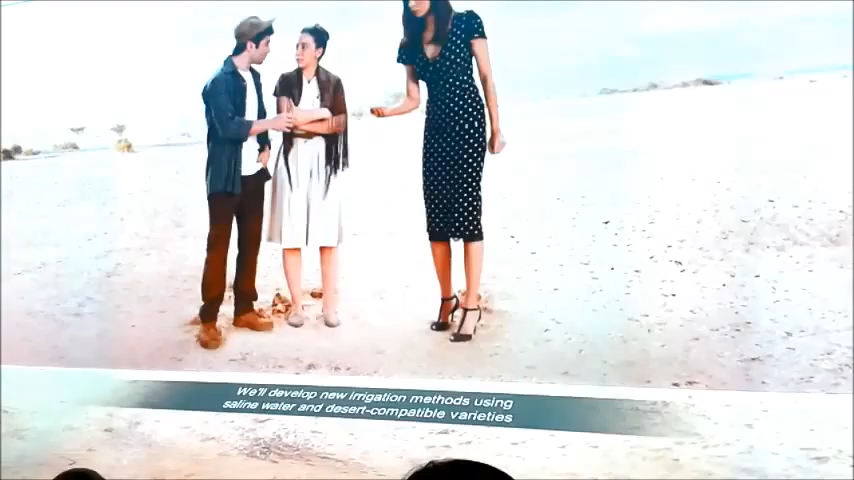 We'll develop new irrigation methods using
saline water and desert-compatible varieties